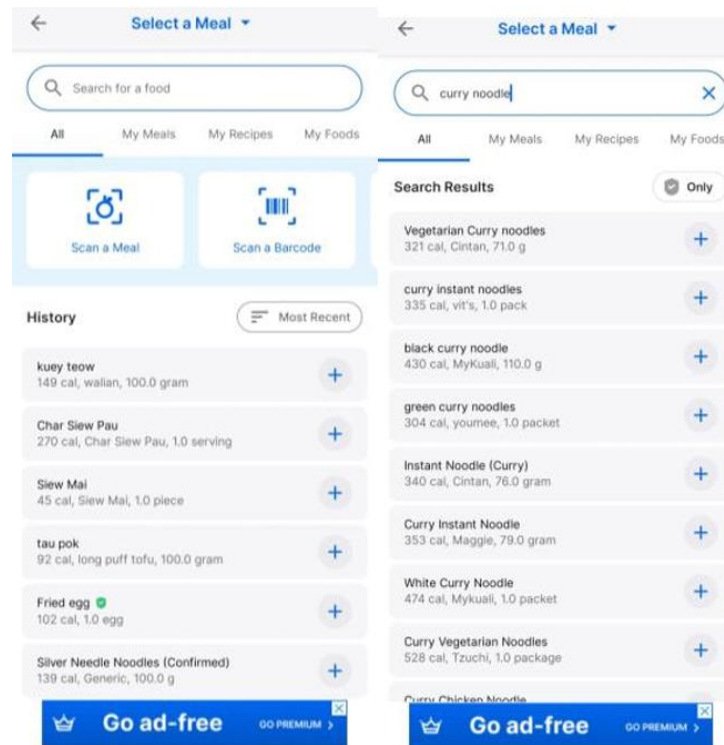 Select a Meal
Search for a food
All My Meals My Recipes My Foods
Scan a Meal Scan a Barcode
History Most Recent
kuey teow
149 cal, walian, 100.0 gram
Char Siew Pau
270 cal, Char Siew Pau, 1.0 serving
Siew Mai
45 cal, Siew Mai, 1.0 piece
tau pok
92 cal, long puff tofu, 100.0 gram
Fried egg
102 cal, 1.0 egg
Silver Needle Noodles (Confirmed)
139 cal, Generic, 100.0 g
Go ad-free GO PREMIUM
Select a Meal
curry noodle
All My Meals My Recipes My Foods
Search Results Only
Vegetarian Curry noodles
321 cal, Cintan, 71.0 g
curry instant noodles
335 cal, vit's, 1.0 pack
black curry noodle
430 cal, MyKuali, 110.0 g
green curry noodles
304 cal, youmee, 1.0 packet
Instant Noodle (Curry)
340 cal, Cintan, 76.0 gram
Curry Instant Noodle
353 cal, Maggie, 79.0 gram
White Curry Noodle
474 cal, Mykuali, 1.0 packet
Curry Vegetarian Noodles
528 cal, Tzuchi, 1.0 package
Curry Chicken Noodle
Go ad-free GO PREMIUM